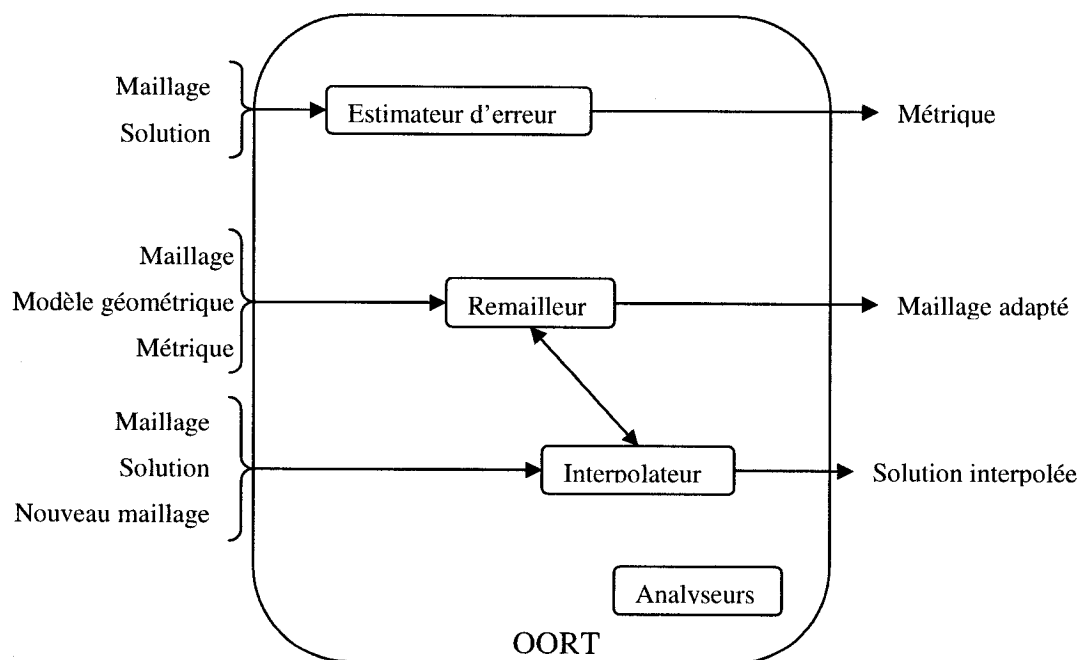 Maillage
Solution
Estimateur d'erreur
Métrique
Maillage
Modèle géométrique
Métrique
Remailleur
Maillage adapté
Maillage
Solution
Nouveau maillage
Interpolateur
Solution interpolée
Analyseurs
OORT